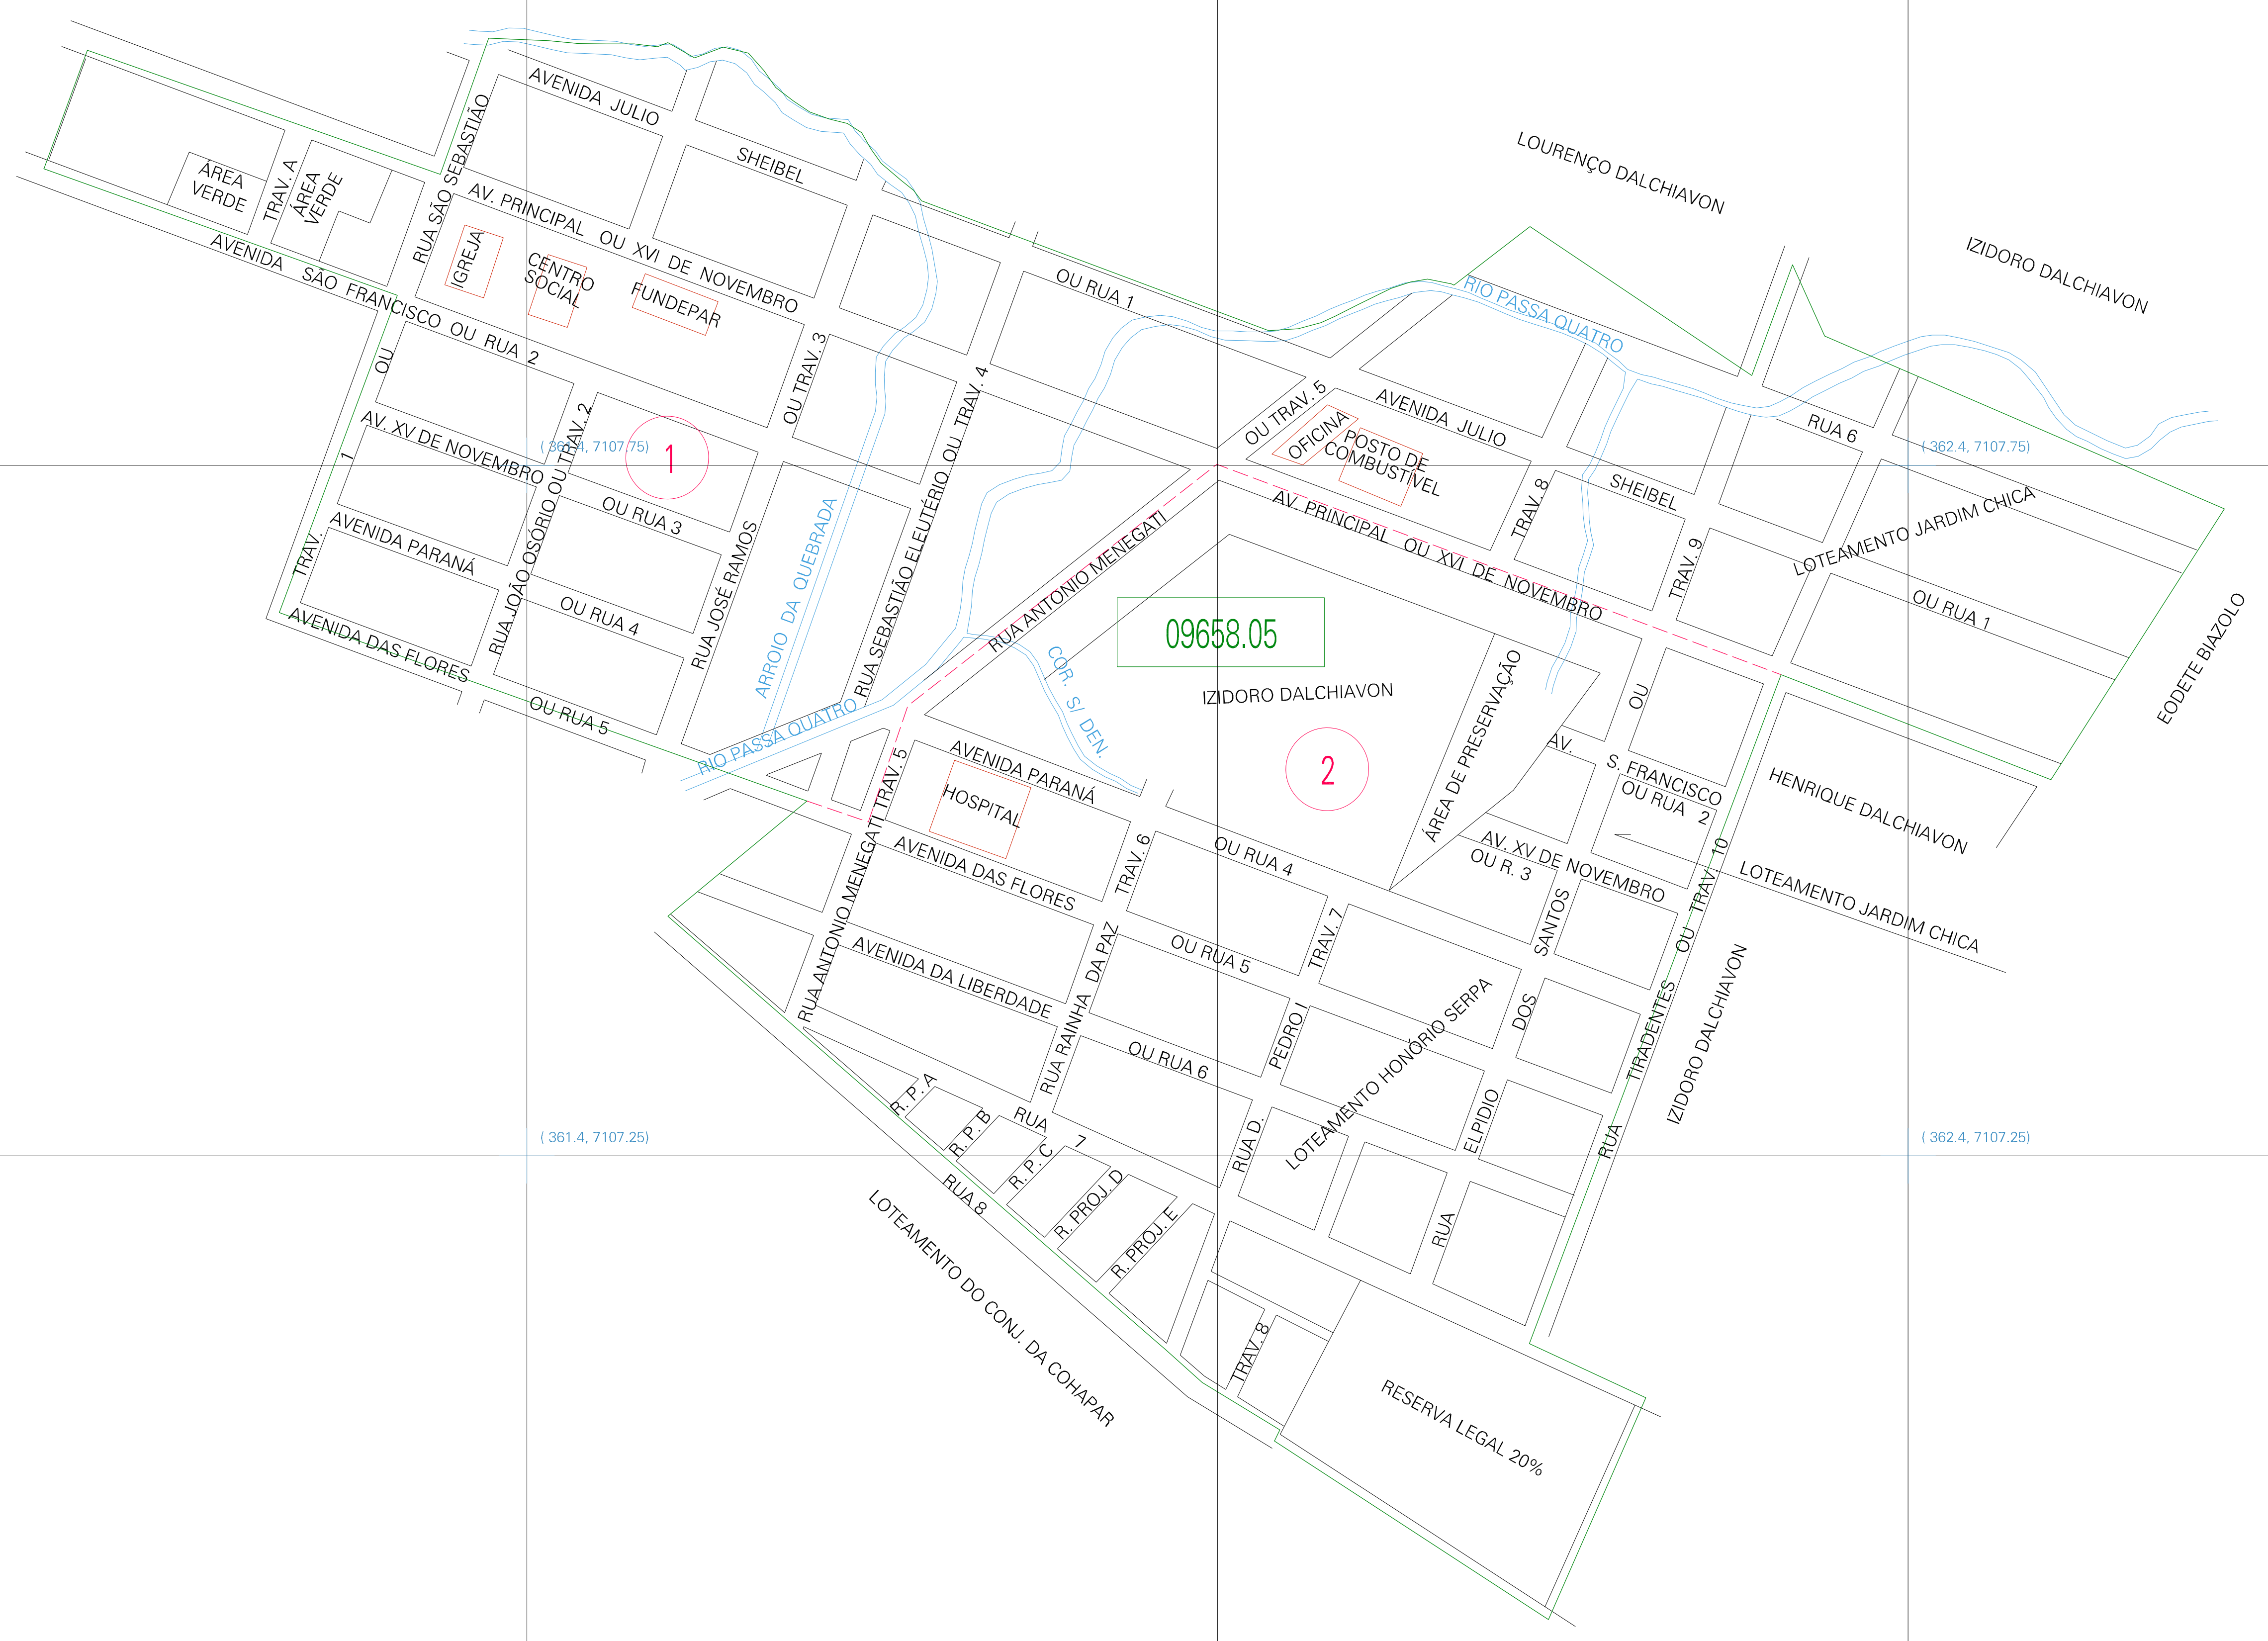 AVENIDA JULIO
SHEIBEL
OU RUA 1
LOURENÇO DALCHIAVON
IZIDORO DALCHIAVON
ÁREA
VERDE
TRAV. A
ÁREA
VERDE
RUA SÃO SEBASTIÃO
AV. PRINCIPAL OU XVI DE NOVEMBRO
IGREJA
CENTRO
SOCIAL
FUNDEPAR
AVENIDA SÃO FRANCISCO OU RUA 2
OU TRAV. 3
RIO PASSA QUATRO
OU TRAV. 5
OFICINA
POSTO DE
COMBUSTÍVEL
AVENIDA JULIO
SHEIBEL
RUA 6
( 361.4, 7107.75)
( 362.4, 7107.75)
1
TRAV. 1 OU
AV. XV DE NOVEMBRO
OU RUA 3
AVENIDA PARANÁ
OU RUA 4
AVENIDA DAS FLORES
OU RUA 5
RUA JOÃO OSÓRIO OU TRAV. 2
RUA JOSÉ RAMOS
ARROIO DA QUEBRADA
RUA SEBASTIÃO ELEUTÉRIO OU TRAV. 4
RUA ANTONIO MENEGATI
AV. PRINCIPAL OU XVI DE NOVEMBRO
TRAV. 8
TRAV. 9
LOTEAMENTO JARDIM CHICA
OU RUA 1
EODETE BIAZOLO
09658.05
IZIDORO DALCHIAVON
COR. S/ DEN.
RIO PASSA QUATRO
2
ÁREA DE PRESERVAÇÃO
AV.
S. FRANCISCO
OU RUA 2
AV. XV DE NOVEMBRO
OU R. 3
HENRIQUE DALCHIAVON
LOTEAMENTO JARDIM CHICA
RUA ANTONIO MENEGATI TRAV. 5
AVENIDA PARANÁ
OU RUA 4
HOSPITAL
AVENIDA DAS FLORES
OU RUA 5
AVENIDA DA LIBERDADE
OU RUA 6
RUA RAINHA DA PAZ
TRAV. 6
RUA D. PEDRO I
TRAV. 7
LOTEAMENTO HONÓRIO SERPA
RUA ELPIDIO DOS SANTOS OU
RUA TIRADENTES OU TRAV. 10
IZIDORO DALCHIAVON
R. P. A
R. P. B
R. P. C
R. PROJ. D
R. PROJ. E
RUA 7
RUA 8
TRAV. 8
( 361.4, 7107.25)
( 362.4, 7107.25)
LOTEAMENTO DO CONJ. DA COHAPAR
RESERVA LEGAL 20%